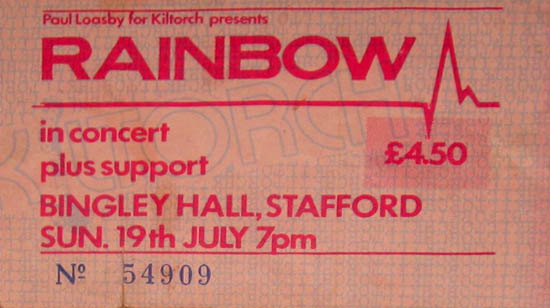 Paul Loasby for Kiltorch presents
RAINBOW
in concert
plus support
£4.50
BINGLEY HALL, STAFFORD
SUN. 19th JULY 7pm
Nº 54909
KILTORCH